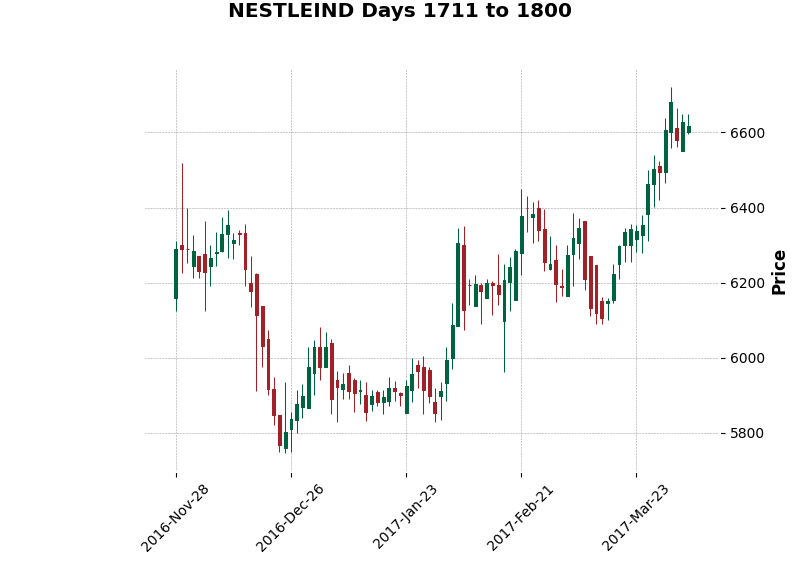 NESTLEIND Days 1711 to 1800
6600
6400
6200
6000
5800
Price
2016-Nov-28
2016-Dec-26
2017-Jan-23
2017-Feb-21
2017-Mar-23